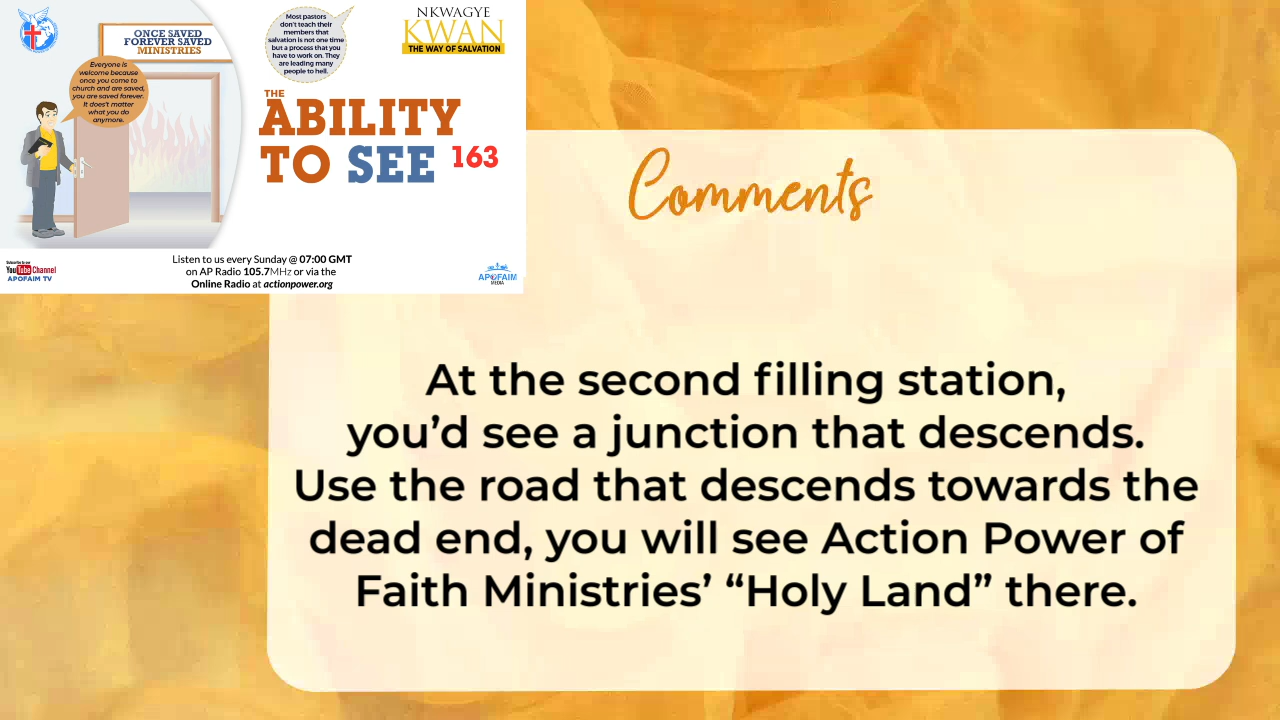 ONCE SAVED
FOREVER SAVED
MINISTRIES
Everyone is
welcome because
once you come to
church and are saved,
you are saved forever.
It does't matter
what you do
anymore.
Most pastors
don't teach their
members that
salvation is not one time
but a process that you
have to work on. They
are leading many
people to hell.
NKWAGYE
KWAN
THE WAY OF SALVATION
THE
ABILITY
TO SEE 163
Subscribe to our
YouTube Channel
APOFAIM TV
Listen to us every Sunday @ 07:00 GMT
on AP Radio 105.7MHz or via the
Online Radio at actionpower.org
APOFAIM
MEDIA
Comments
At the second filling station,
you’d see a junction that descends.
Use the road that descends towards the
dead end, you will see Action Power of
Faith Ministries’ “Holy Land” there.